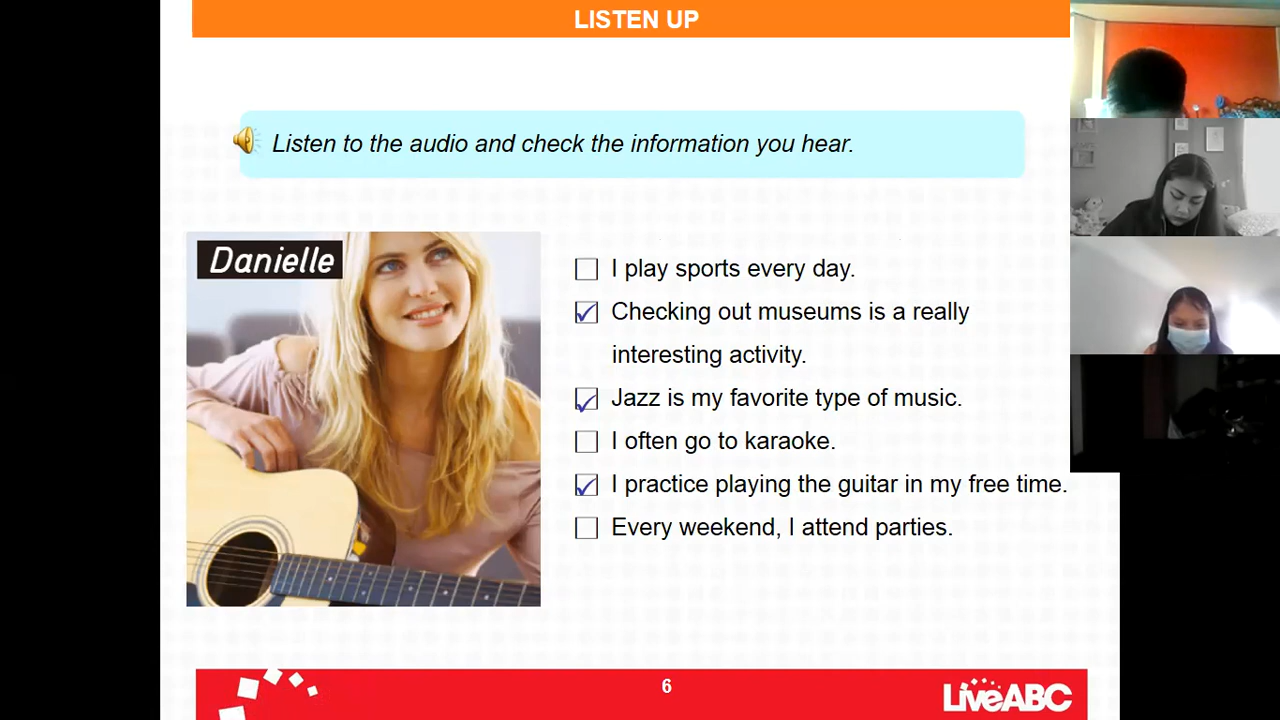 LISTEN UP
Listen to the audio and check the information you hear.
Danielle
I play sports every day.
Checking out museums is a really
interesting activity.
Jazz is my favorite type of music.
I often go to karaoke.
I practice playing the guitar in my free time.
Every weekend, I attend parties.
6
LiveABC